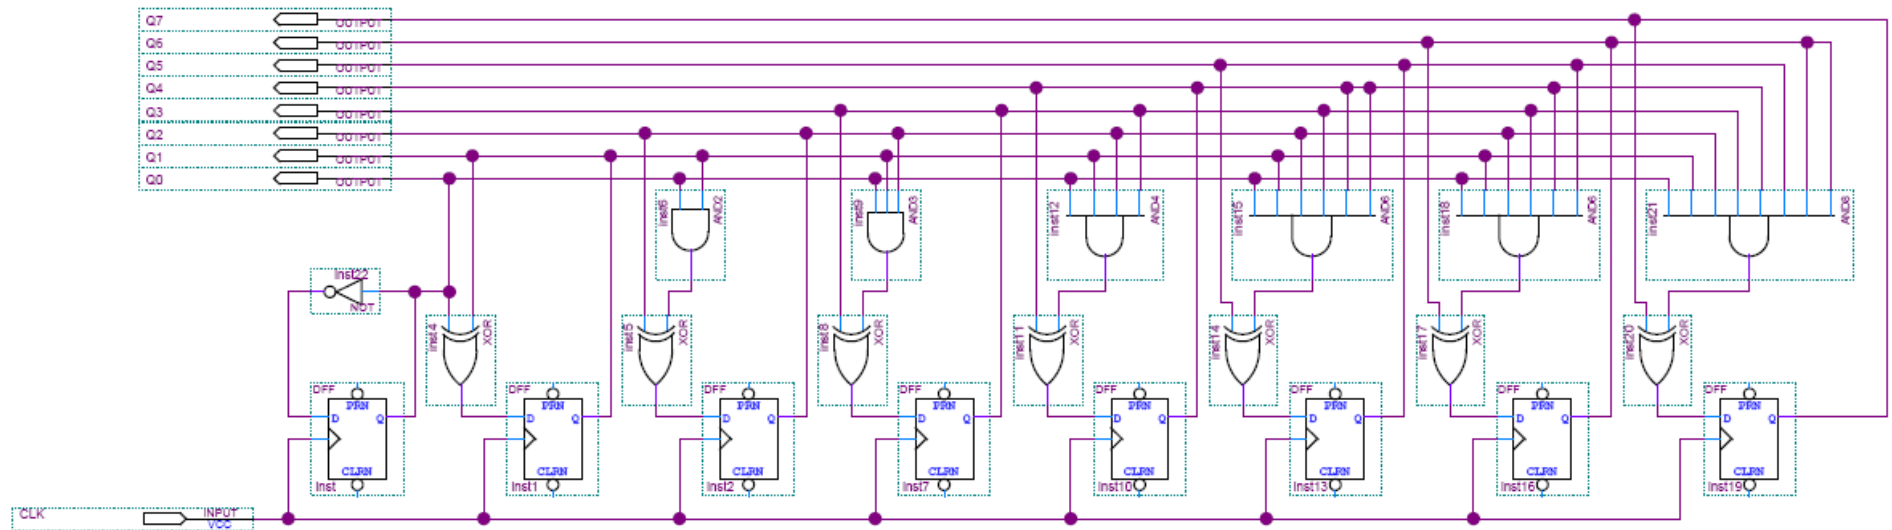 Q7 OUTPUT
Q6 OUTPUT
Q5 OUTPUT
Q4 OUTPUT
Q3 OUTPUT
Q2 OUTPUT
Q1 OUTPUT
Q0 OUTPUT
inst6 AND2
inst9 AND3
inst12 AND4
inst15 AND6
inst18 AND6
inst21 AND8
inst22
NOT
inst4 XOR
inst5 XOR
inst8 XOR
inst11 XOR
inst14 XOR
inst17 XOR
inst20 XOR
DFF
PRN
D Q
CLRN
inst
DFF
PRN
D Q
CLRN
inst1
DFF
PRN
D Q
CLRN
inst2
DFF
PRN
D Q
CLRN
inst7
DFF
PRN
D Q
CLRN
inst10
DFF
PRN
D Q
CLRN
inst13
DFF
PRN
D Q
CLRN
inst16
DFF
PRN
D Q
CLRN
inst19
CLK INPUT
VCC